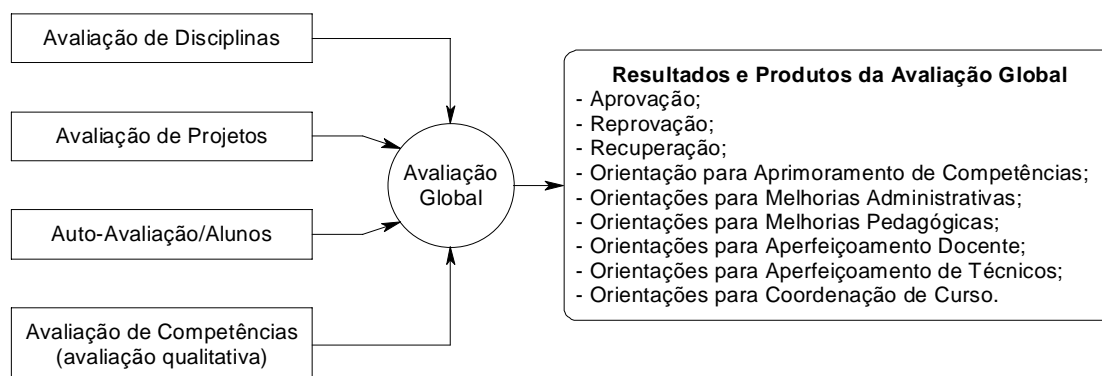 Avaliação de Disciplinas
Avaliação de Projetos
Auto-Avaliação/Alunos
Avaliação de Competências
(avaliação qualitativa)
Avaliação
Global
Resultados e Produtos da Avaliação Global
- Aprovação;
- Reprovação;
- Recuperação;
- Orientação para Aprimoramento de Competências;
- Orientações para Melhorias Administrativas;
- Orientações para Melhorias Pedagógicas;
- Orientações para Aperfeiçoamento Docente;
- Orientações para Aperfeiçoamento de Técnicos;
- Orientações para Coordenação de Curso.